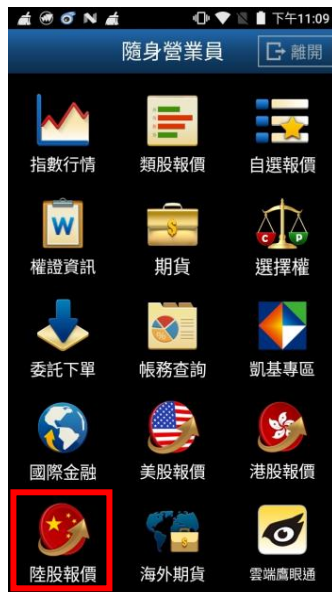 下午11:09
隨身營業員
離開
指數行情
類股報價
自選報價
W
$
C P
權證資訊
期貨
選擇權
委託下單
帳務查詢
凱基專區
國際金融
美股報價
港股報價
陸股報價
海外期貨
雲端鷹眼通